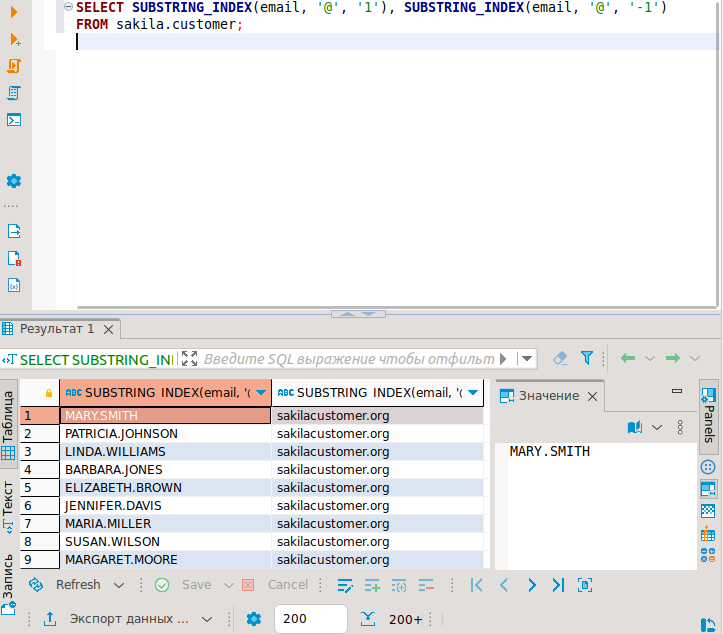 SELECT SUBSTRING_INDEX(email, '@', '1'), SUBSTRING_INDEX(email, '@', '-1')
FROM sakila.customer;
Результат 1
SELECT SUBSTRING_INI
Введите SQL выражение чтобы отфильт
Таблица
Текст
Запись
ABC SUBSTRING_INDEX(email, '(
ABC SUBSTRING_INDEX(email, '(
1 MARY.SMITH sakilacustomer.org
2 PATRICIA.JOHNSON sakilacustomer.org
3 LINDA.WILLIAMS sakilacustomer.org
4 BARBARA.JONES sakilacustomer.org
5 ELIZABETH.BROWN sakilacustomer.org
6 JENNIFER.DAVIS sakilacustomer.org
7 MARIA.MILLER sakilacustomer.org
8 SUSAN.WILSON sakilacustomer.org
9 MARGARET.MOORE sakilacustomer.org
Значение
MARY.SMITH
Panels
Refresh Save Cancel
Экспорт данных ... 200 200+